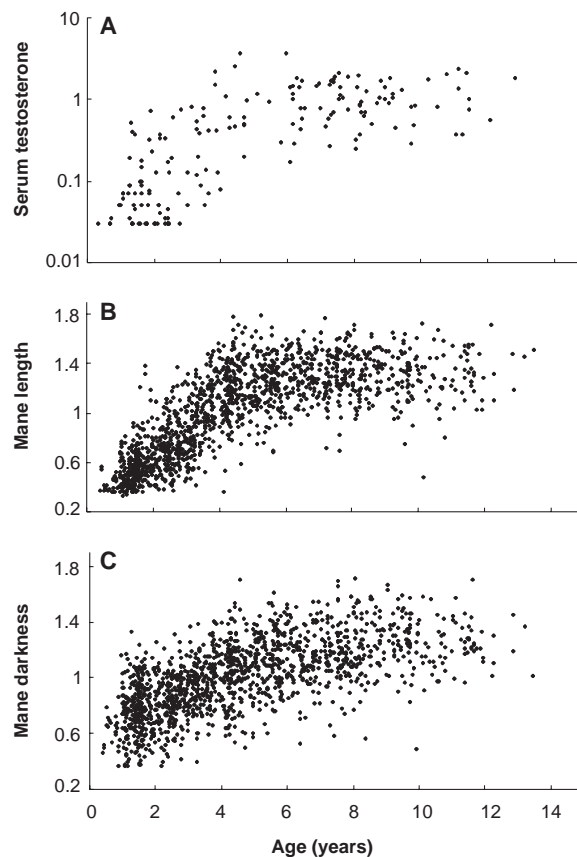 A
10
1
0.1
0.01
Serum testosterone
B
1.8
1.4
1
0.6
0.2
Mane length
C
1.8
1.4
1
0.6
0.2
Mane darkness
0 2 4 6 8 10 12 14
Age (years)